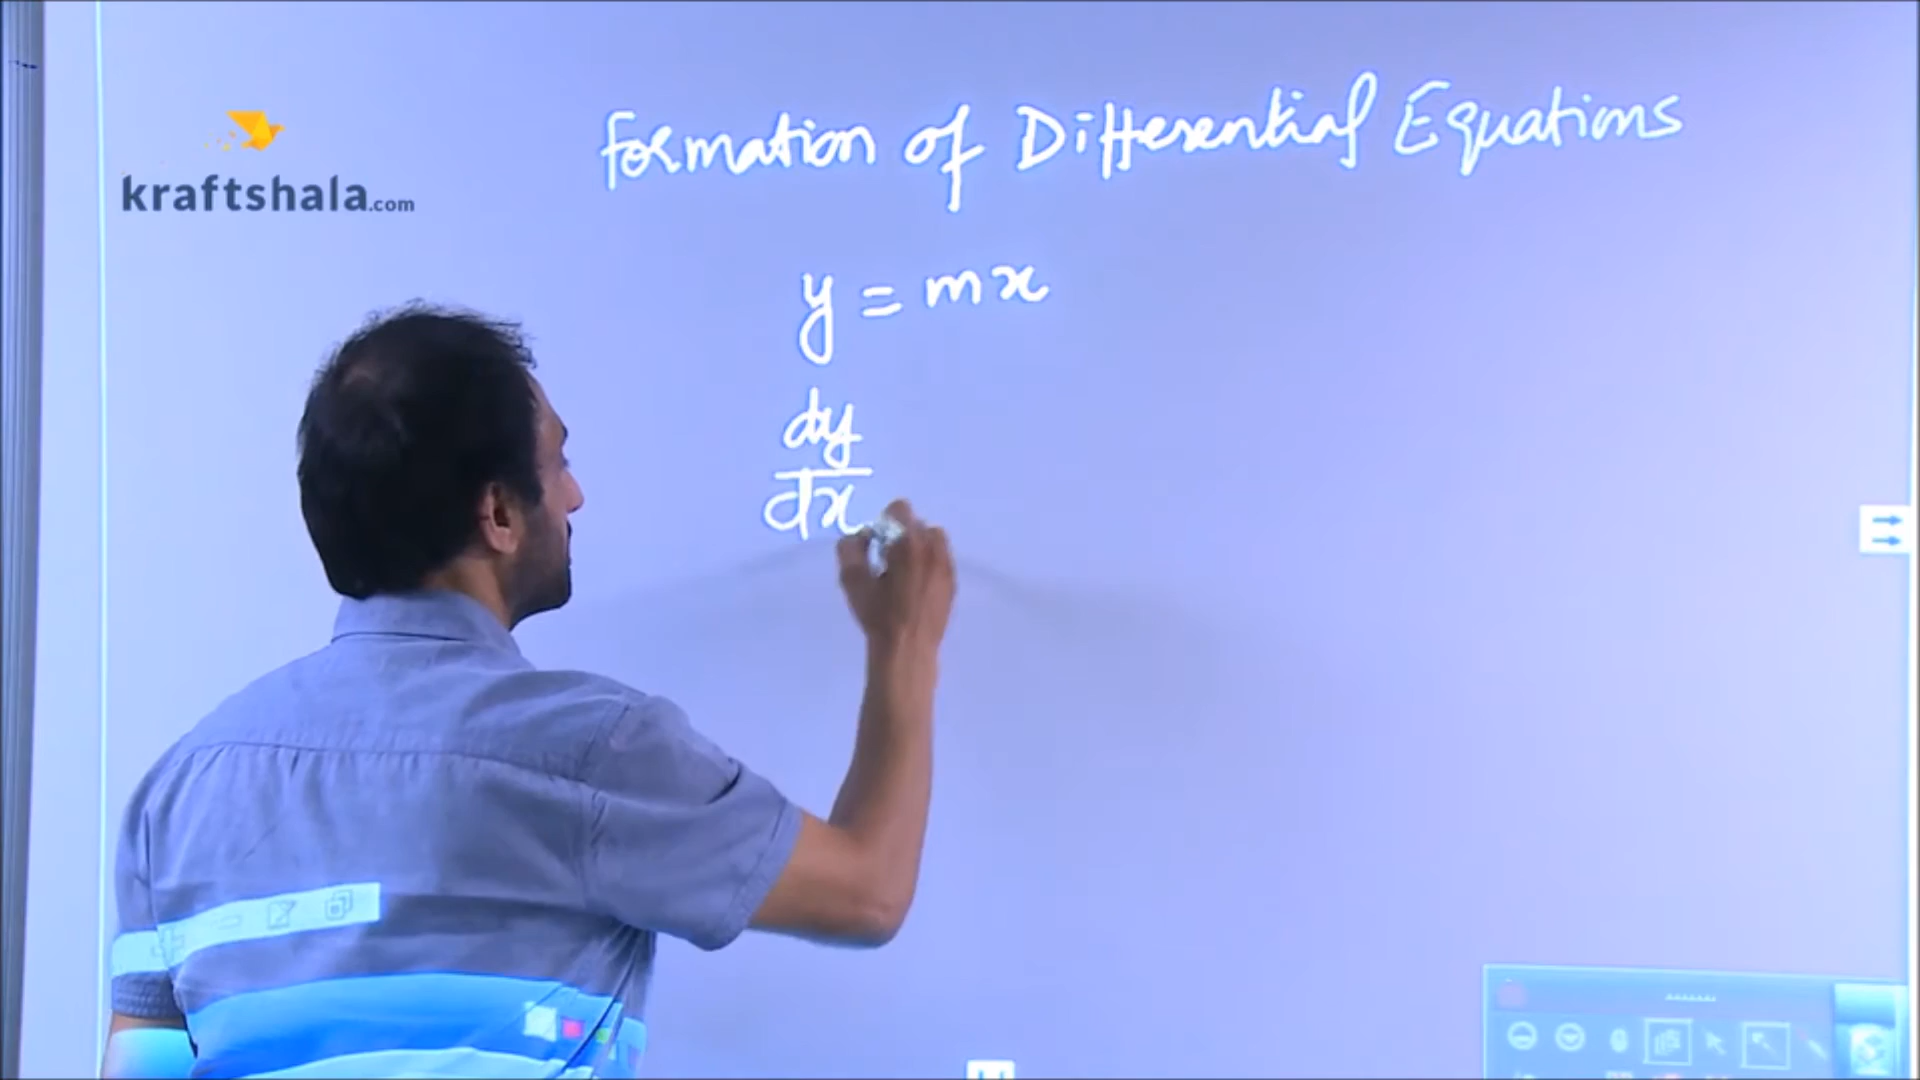 kraftshala.com
Formation of Differential Equations
y = mx
dy
dx